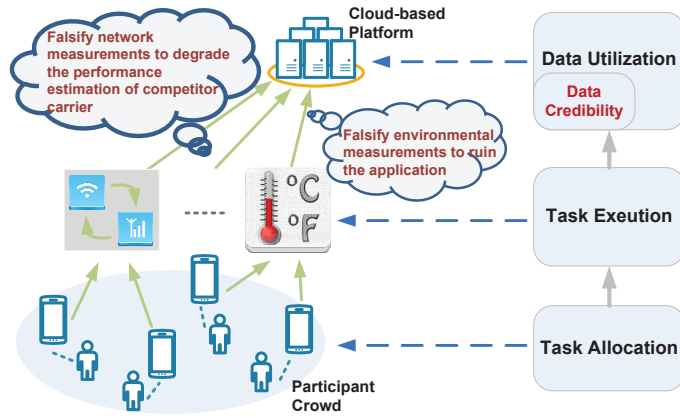 Cloud-based
Platform
Falsify network
measurements to degrade
the performance
estimation of competitor
carrier
Data Utilization
Data
Credibility
Falsify environmental
measurements to ruin
the application
°C
°F
Task Exeution
Task Allocation
Participant
Crowd